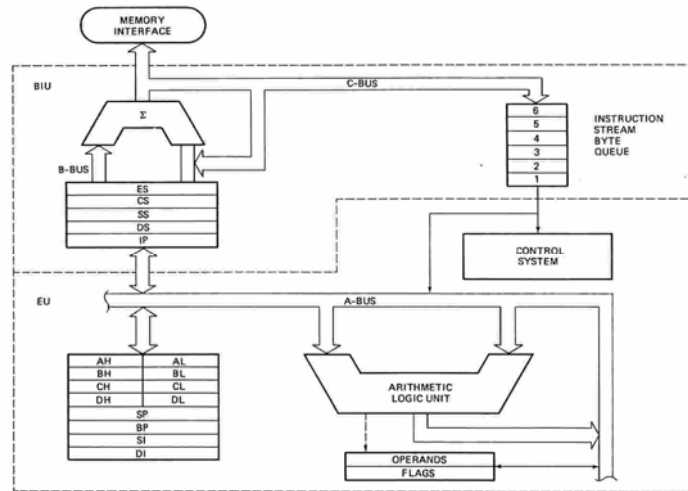 MEMORY
INTERFACE
BIU
C-BUS
Σ
B-BUS
6
5
4
3
2
1
INSTRUCTION
STREAM
BYTE
QUEUE
ES
CS
SS
DS
IP
CONTROL
SYSTEM
EU
A-BUS
AH AL
BH BL
CH CL
DH DL
SP
BP
SI
DI
ARITHMETIC
LOGIC UNIT
OPERANDS
FLAGS